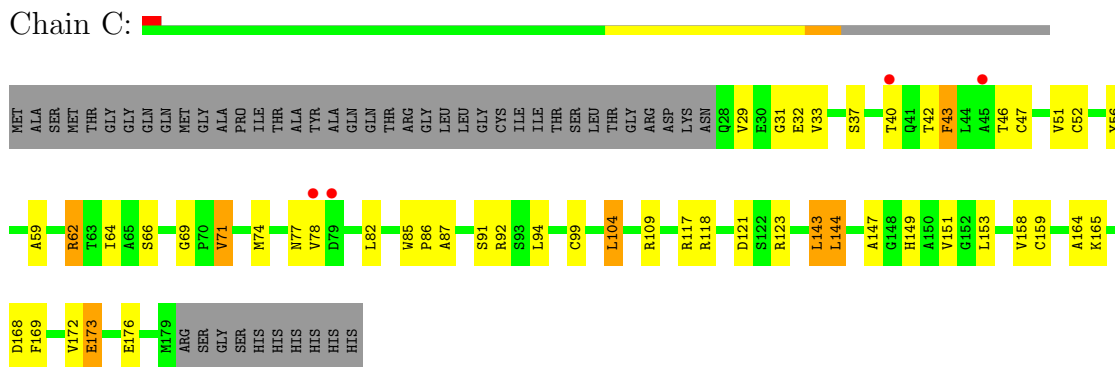 Chain C:
MET ALA SER MET THR GLY GLY GLN GLN MET GLY ALA PRO ILE THR ALA TYR ALA GLN GLN THR ARG GLY LEU LEU GLY CYS ILE ILE THR SER LEU THR GLY ARG ASP LYS ASN Q28 V29 E30 G31 E32 V33 S37 T40 Q41 T42 F43 L44 A45 T46 C47 V51 C52 Y56
A59 R62 T63 I64 A65 S66 G69 P70 V71 M74 N77 V78 D79 L82 W85 P86 A87 S91 R92 S93 L94 C99 L104 R109 R117 R118 D121 S122 R123 L143 L144 A147 G148 H149 A150 V151 G152 L153 V158 C159 A164 K165
D168 F169 V172 E173 E176 M179 ARG SER GLY SER HIS HIS HIS HIS HIS HIS